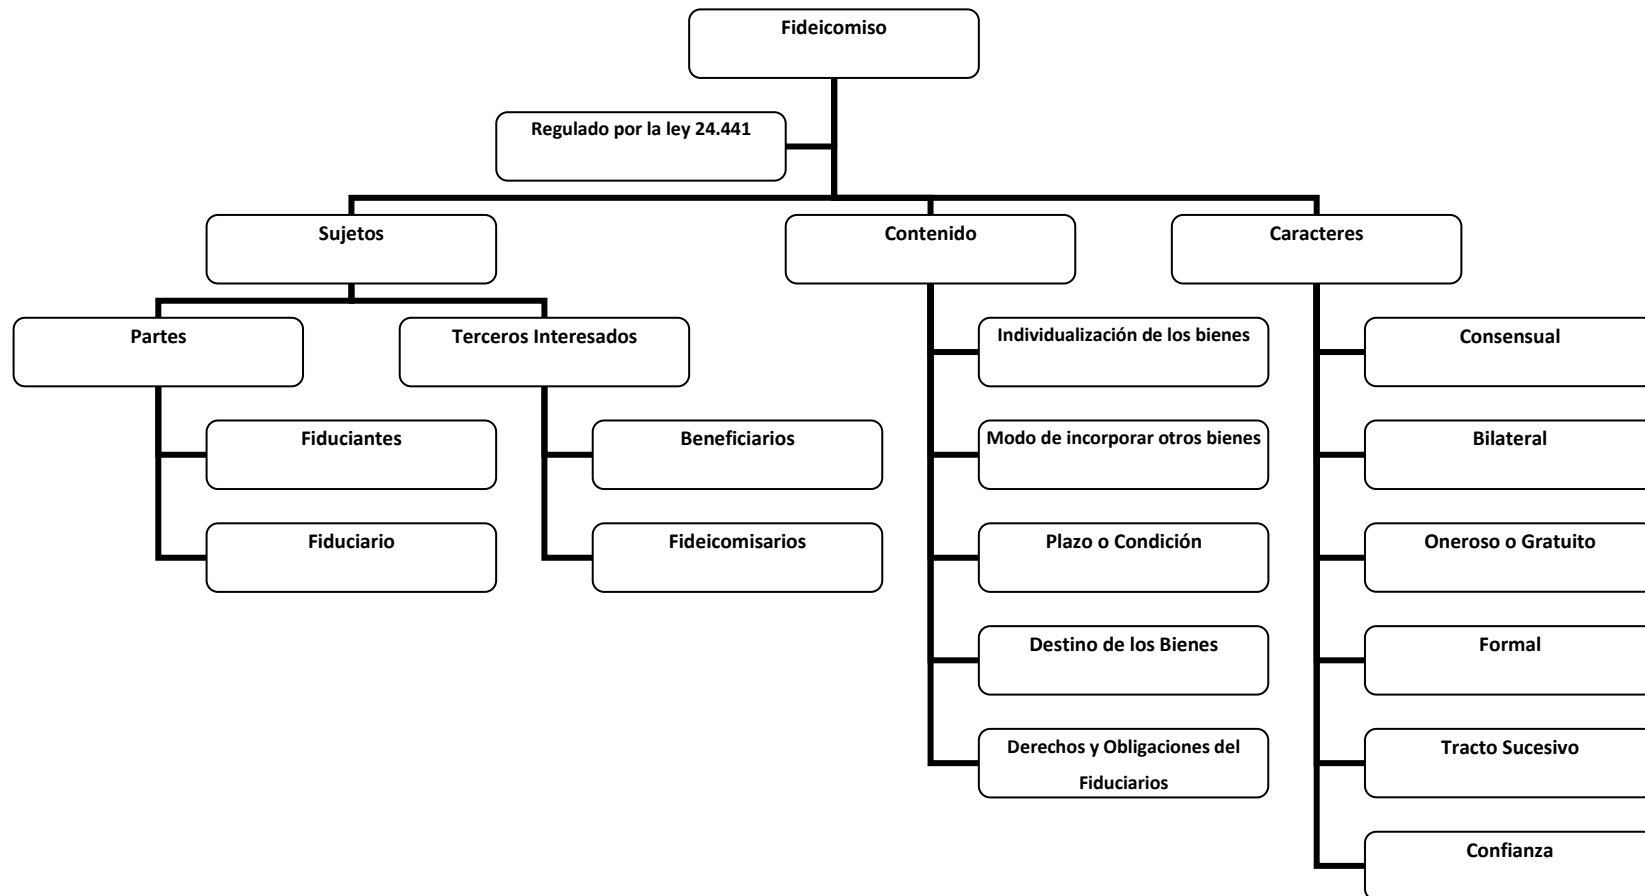 Fideicomiso
Regulado por la ley 24.441
Sujetos
Contenido
Caracteres
Partes
Terceros Interesados
Individualización de los bienes
Consensual
Fiduciantes
Beneficiarios
Modo de incorporar otros bienes
Bilateral
Fiduciario
Fideicomisarios
Plazo o Condición
Oneroso o Gratuito
Destino de los Bienes
Formal
Derechos y Obligaciones del
Fiduciarios
Tracto Sucesivo
Confianza